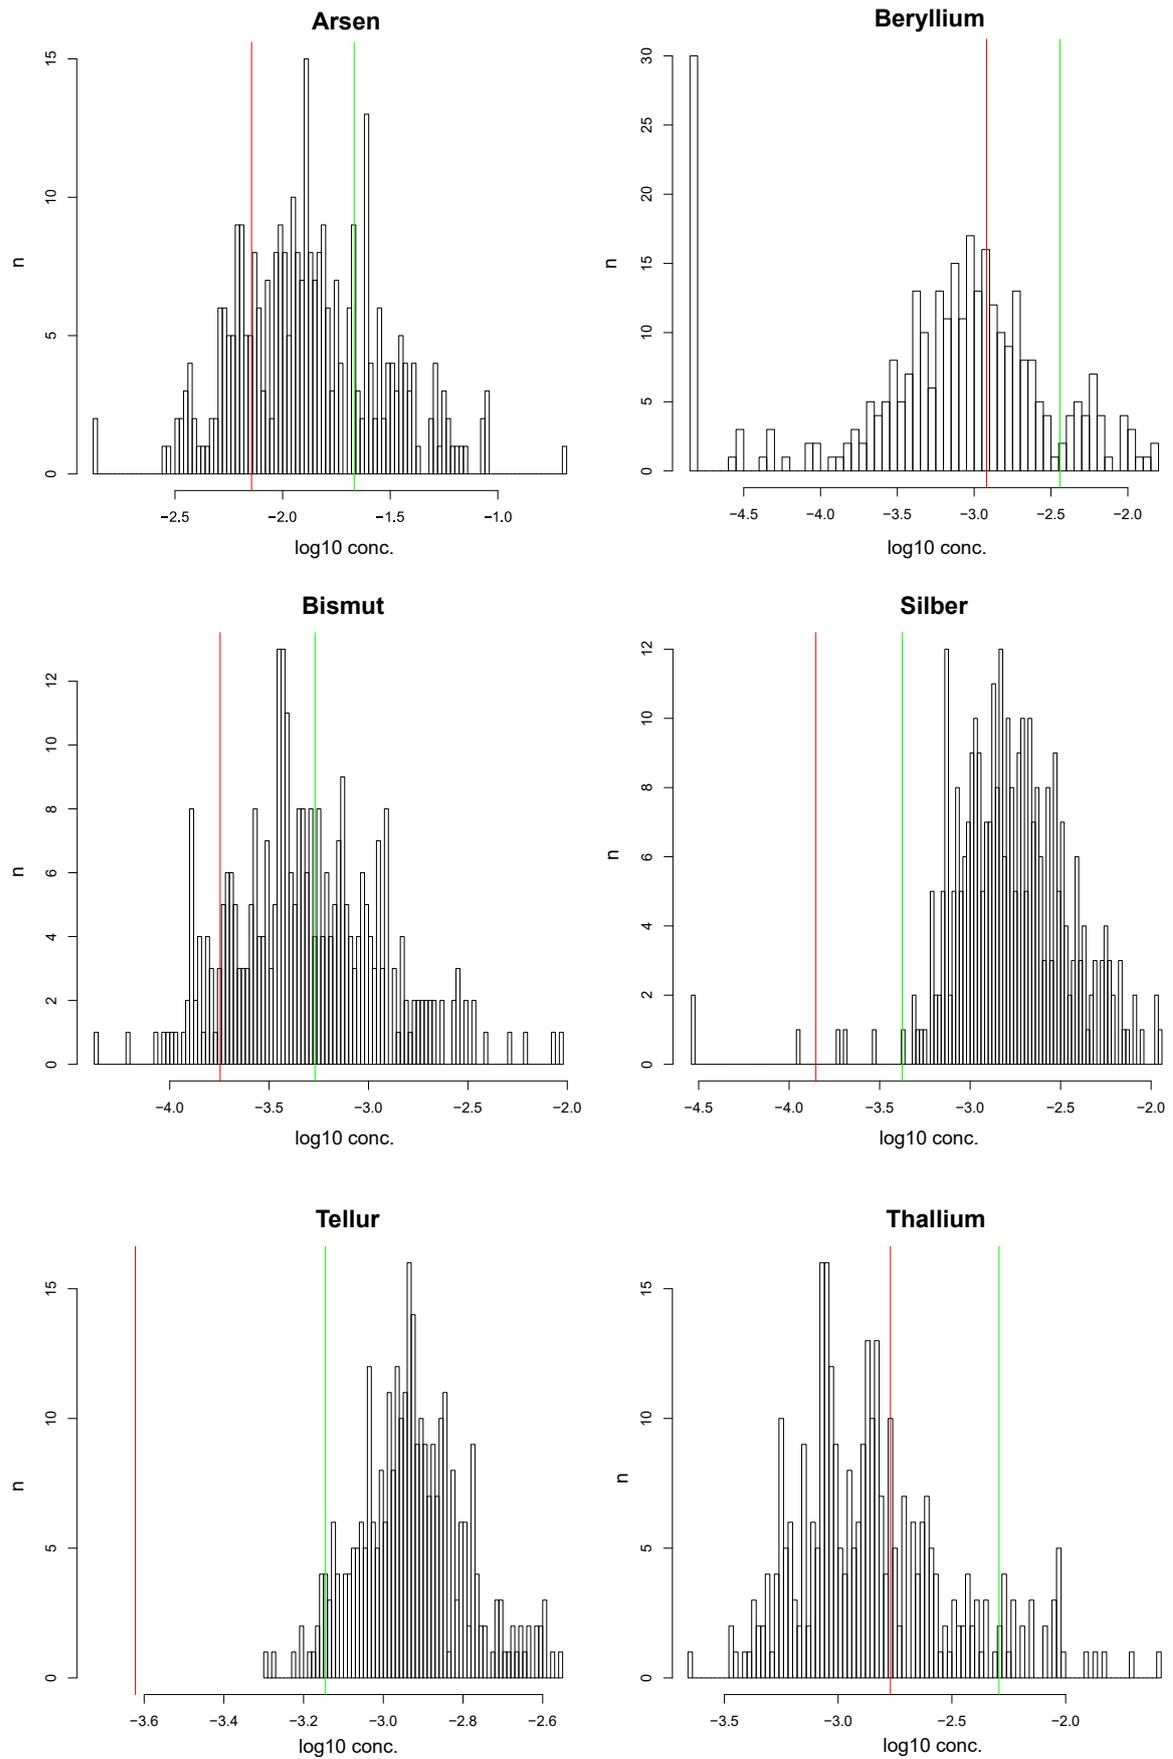 Arsen
15
10
5
0
n
−2.5 −2.0 −1.5 −1.0
log10 conc.
Beryllium
30
25
20
15
10
5
0
n
−4.5 −4.0 −3.5 −3.0 −2.5 −2.0
log10 conc.
Bismut
12
10
8
6
4
2
0
n
−4.0 −3.5 −3.0 −2.5 −2.0
log10 conc.
Silber
12
10
8
6
4
2
0
n
−4.5 −4.0 −3.5 −3.0 −2.5 −2.0
log10 conc.
Tellur
15
10
5
0
n
−3.6 −3.4 −3.2 −3.0 −2.8 −2.6
log10 conc.
Thallium
15
10
5
0
n
−3.5 −3.0 −2.5 −2.0
log10 conc.